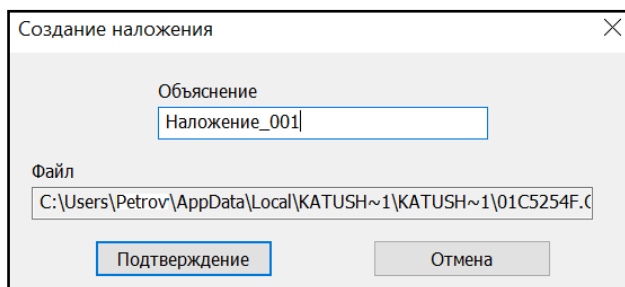 Создание наложения
Объяснение
Наложение_001
Файл
C:\Users\Petrov\AppData\Local\KATUSH~1\KATUSH~1\01C5254F.
Подтверждение Отмена